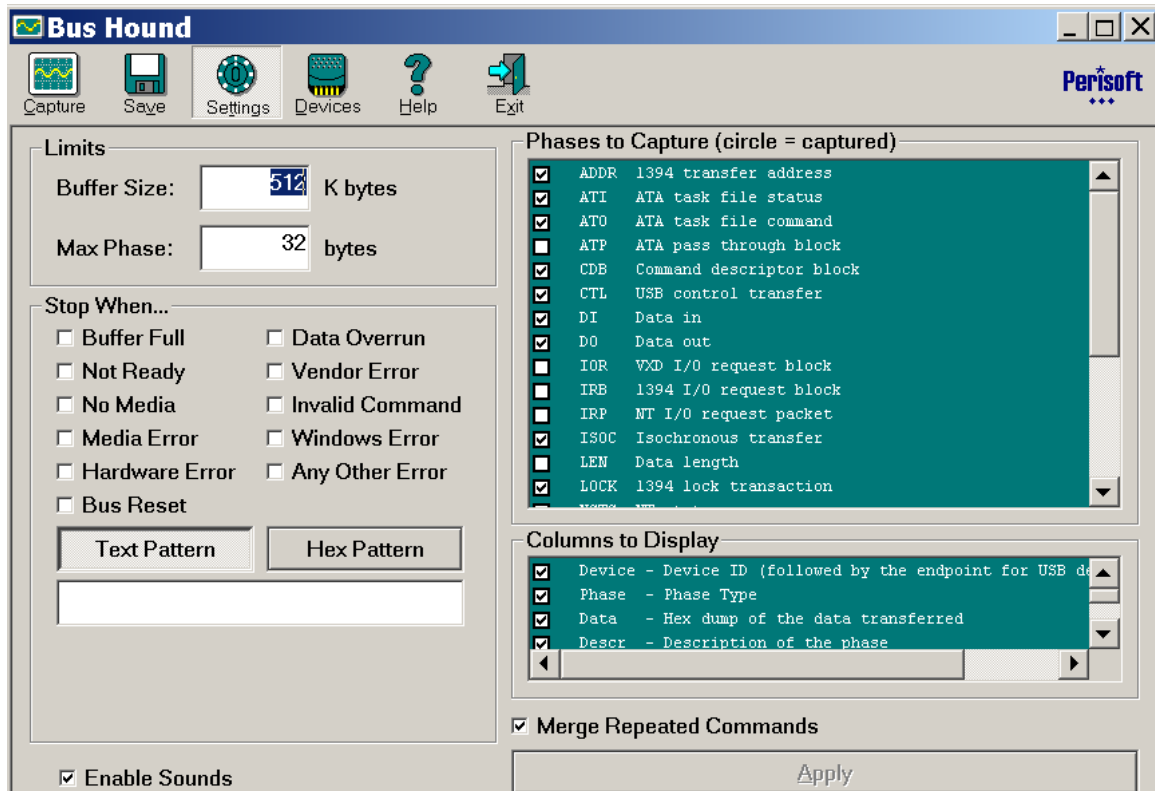 Bus Hound
Capture Save Settings Devices Help Exit
Perisoft
Limits
Buffer Size: 512 K bytes
Max Phase: 32 bytes
Stop When...
Buffer Full Data Overrun
Not Ready Vendor Error
No Media Invalid Command
Media Error Windows Error
Hardware Error Any Other Error
Bus Reset
Text Pattern Hex Pattern
Enable Sounds
Phases to Capture (circle = captured)
ADDR 1394 transfer address
ATI ATA task file status
ATO ATA task file command
ATP ATA pass through block
CDB Command descriptor block
CTL USB control transfer
DI Data in
DO Data out
IOR VXD I/O request block
IRB 1394 I/O request block
IRP NT I/O request packet
ISOC Isochronous transfer
LEN Data length
LOCK 1394 lock transaction
Columns to Display
Device - Device ID (followed by the endpoint for USB de
Phase - Phase Type
Data - Hex dump of the data transferred
Descr - Description of the phase
Merge Repeated Commands
Apply